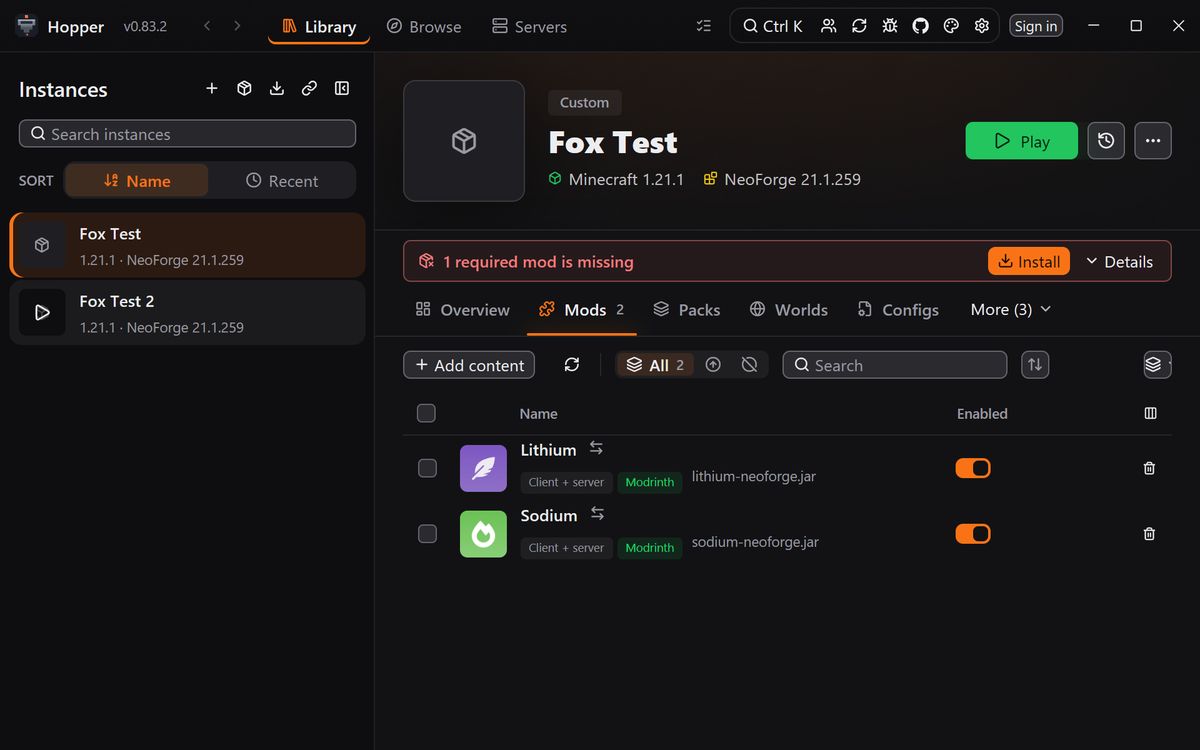 Hopper v0.83.2 Library Browse Servers Ctrl K Sign in
Instances
Search instances
SORT Name Recent
Fox Test
1.21.1 · NeoForge 21.1.259
Fox Test 2
1.21.1 · NeoForge 21.1.259
Custom
Fox Test
Minecraft 1.21.1 NeoForge 21.1.259
Play
1 required mod is missing Install Details
Overview Mods 2 Packs Worlds Configs More (3)
Add content All 2 Search
Name Enabled
Lithium
Client + server Modrinth lithium-neoforge.jar
Sodium
Client + server Modrinth sodium-neoforge.jar